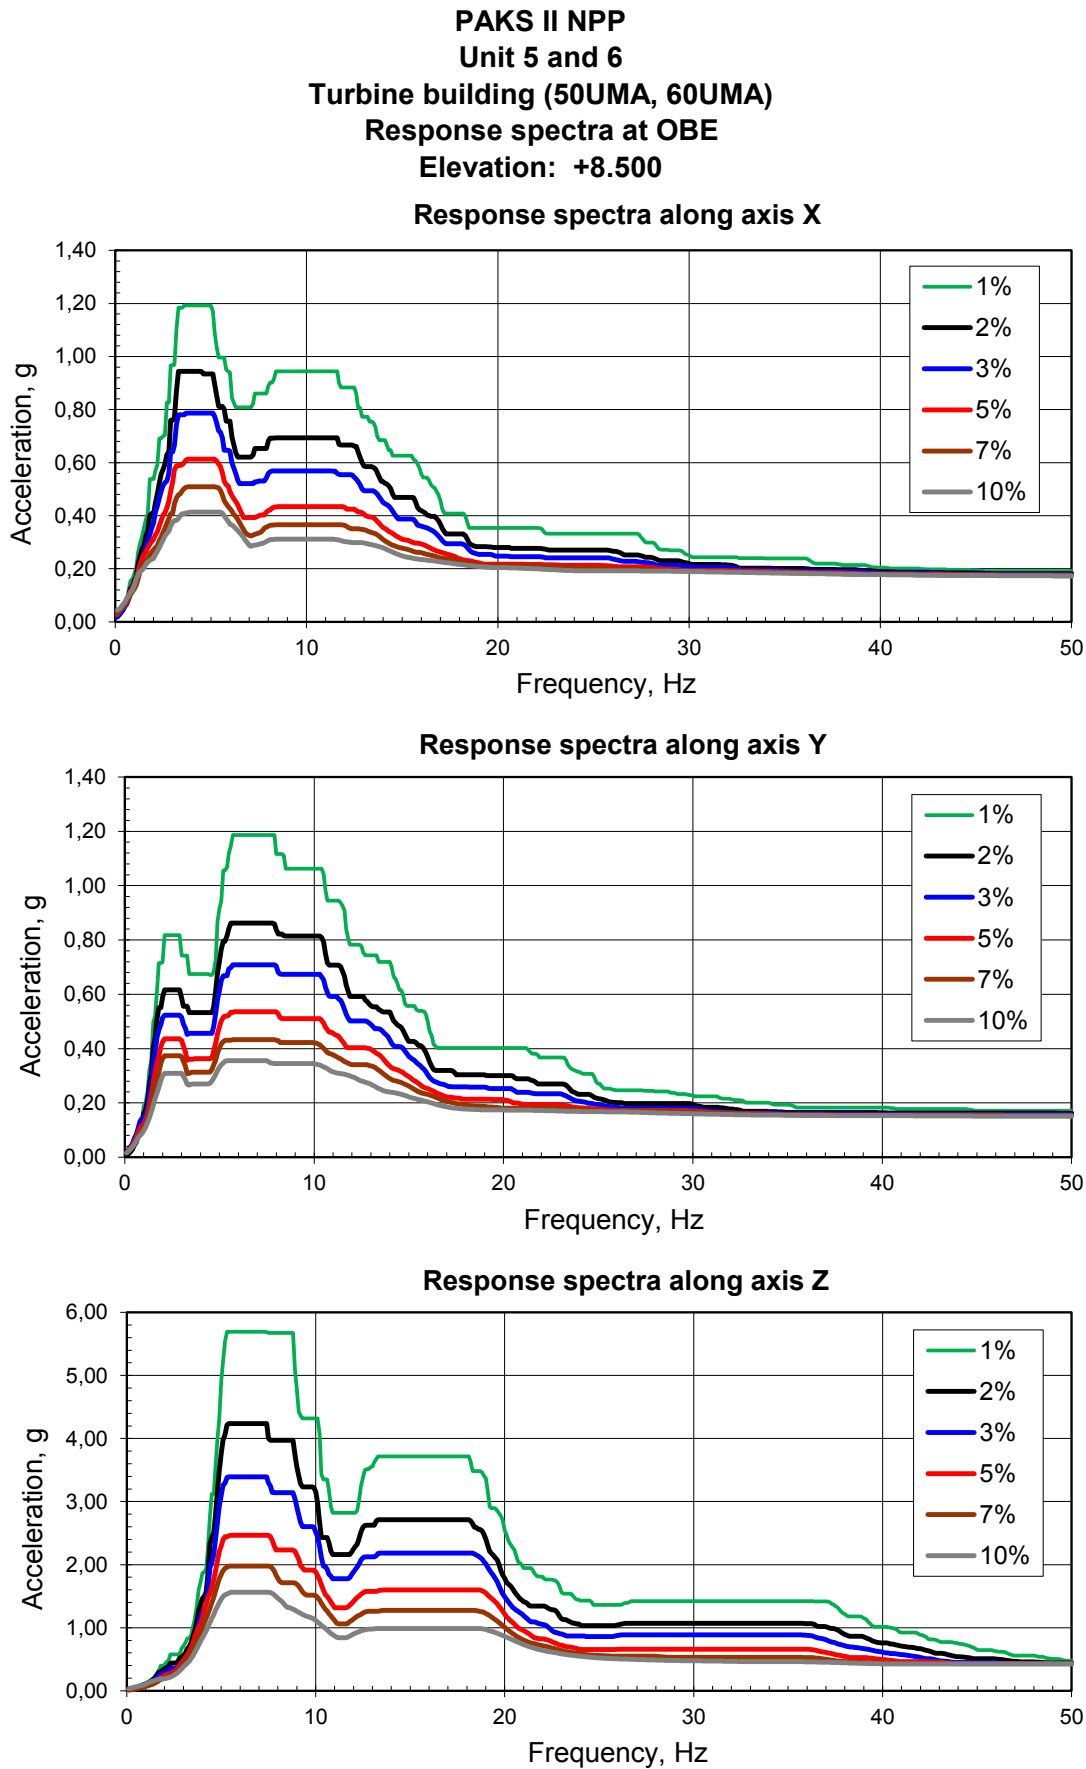 PAKS II NPP
Unit 5 and 6
Turbine building (50UMA, 60UMA)
Response spectra at OBE
Elevation: +8.500
Response spectra along axis X
1,40
1,20
1,00
0,80
0,60
0,40
0,20
0,00
Acceleration, g
1%
2%
3%
5%
7%
10%
0 10 20 30 40 50
Frequency, Hz
Response spectra along axis Y
1,40
1,20
1,00
0,80
0,60
0,40
0,20
0,00
Acceleration, g
1%
2%
3%
5%
7%
10%
0 10 20 30 40 50
Frequency, Hz
Response spectra along axis Z
6,00
5,00
4,00
3,00
2,00
1,00
0,00
Acceleration, g
1%
2%
3%
5%
7%
10%
0 10 20 30 40 50
Frequency, Hz